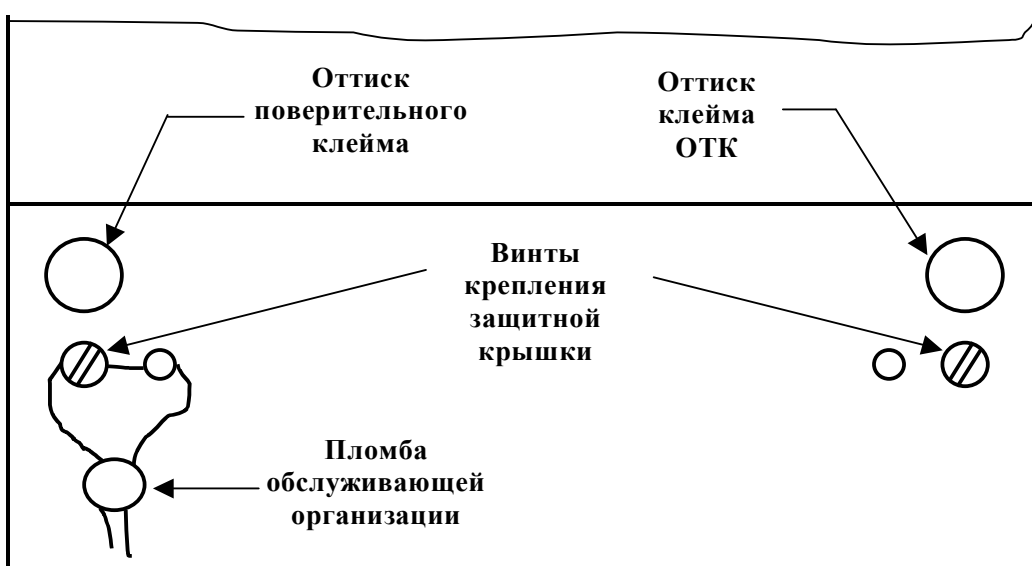 Оттиск
поверительного
клейма
Оттиск
клейма
ОТК
Винты
крепления
защитной
крышки
Пломба
обслуживающей
организации